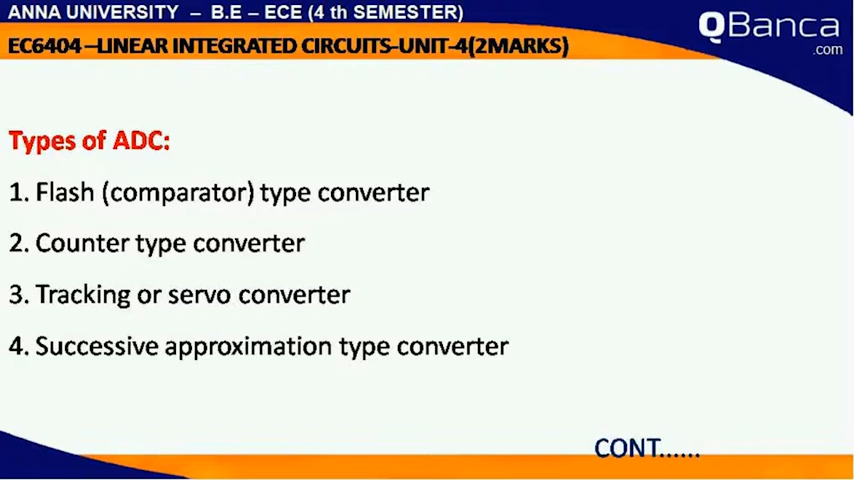 ANNA UNIVERSITY – B.E – ECE (4 th SEMESTER)
QBanca
.com
EC6404 –LINEAR INTEGRATED CIRCUITS-UNIT-4(2MARKS)
Types of ADC:
1. Flash (comparator) type converter
2. Counter type converter
3. Tracking or servo converter
4. Successive approximation type converter
CONT......